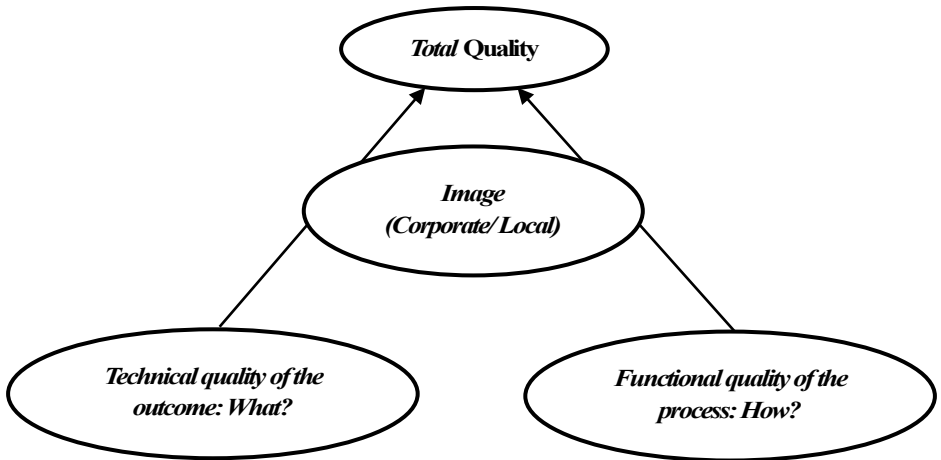 Total Quality
Image
(Corporate/ Local)
Technical quality of the
outcome: What?
Functional quality of the
process: How?